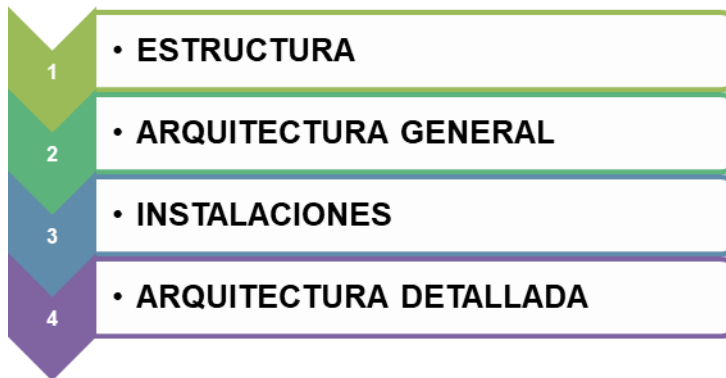 1 • ESTRUCTURA
2 • ARQUITECTURA GENERAL
3 • INSTALACIONES
4 • ARQUITECTURA DETALLADA